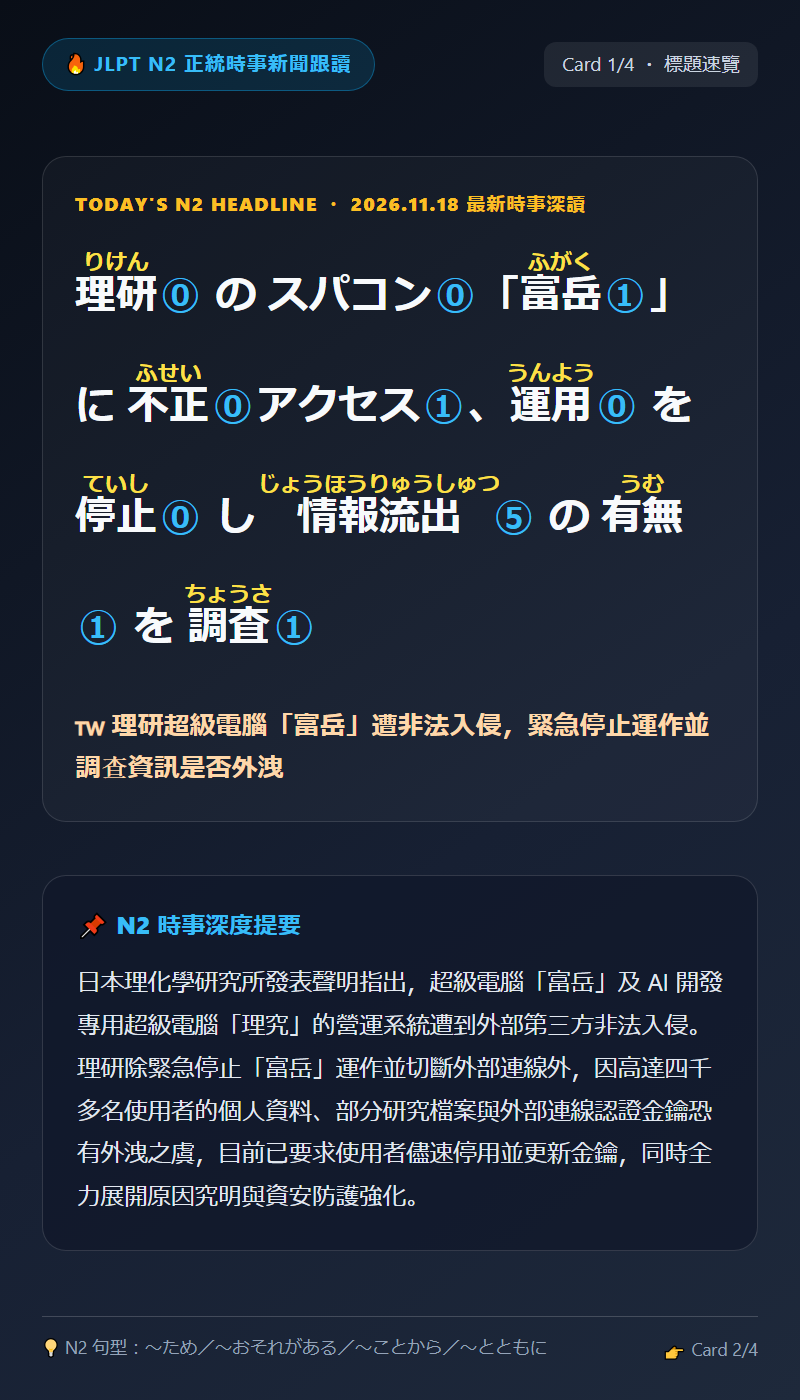 🔥 JLPT N2 正統時事新聞跟讀
Card 1/4 · 標題速覽
TODAY'S N2 HEADLINE · 2026.11.18 最新時事深讀
りけん ふがく
理研⓪ の スパコン⓪「富岳①」
ふせい うんよう
に 不正⓪アクセス①、運用⓪ を
ていし じょうほうりゅうしゅつ うむ
停止⓪ し 情報流出⑤ の 有無
ちょうさ
① を 調査①
TW 理研超級電腦「富岳」遭非法入侵，緊急停止運作並
調査資訊是否外洩
📌 N2 時事深度提要
日本理化學研究所發表聲明指出，超級電腦「富岳」及 AI 開發
專用超級電腦「理究」的營運系統遭到外部第三方非法入侵。
理研除緊急停止「富岳」運作並切斷外部連線外，因高達四千
多名使用者的個人資料、部分研究檔案與外部連線認證金鑰恐
有外洩之虞，目前已要求使用者儘速停用並更新金鑰，同時全
力展開原因究明與資安防護強化。
💡 N2 句型：～ため／～おそれがある／～ことから／～とともに
👉 Card 2/4